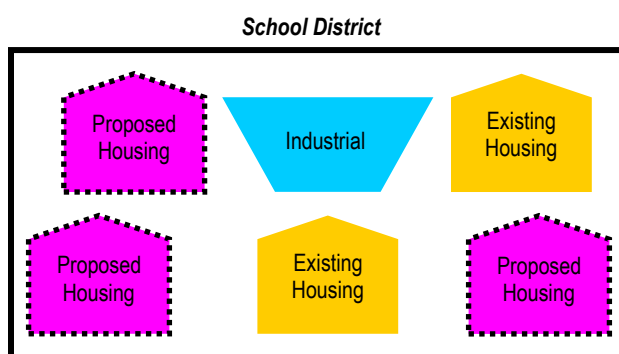 School District
Proposed
Housing
Industrial
Existing
Housing
Proposed
Housing
Existing
Housing
Proposed
Housing